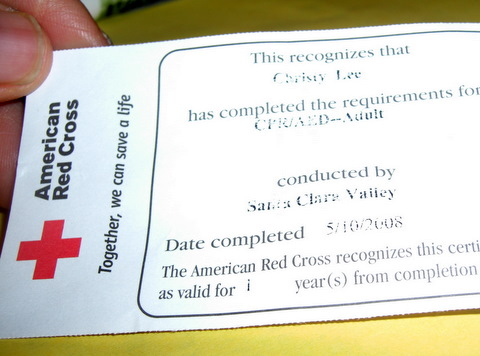 American
Red Cross
Together, we can save a life
This recognizes that
Christy Lee
has completed the requirements for
CPR/AED--Adult
conducted by
Santa Clara Valley
Date completed 5/10/2008
The American Red Cross recognizes this certi
as valid for 1 year(s) from completion